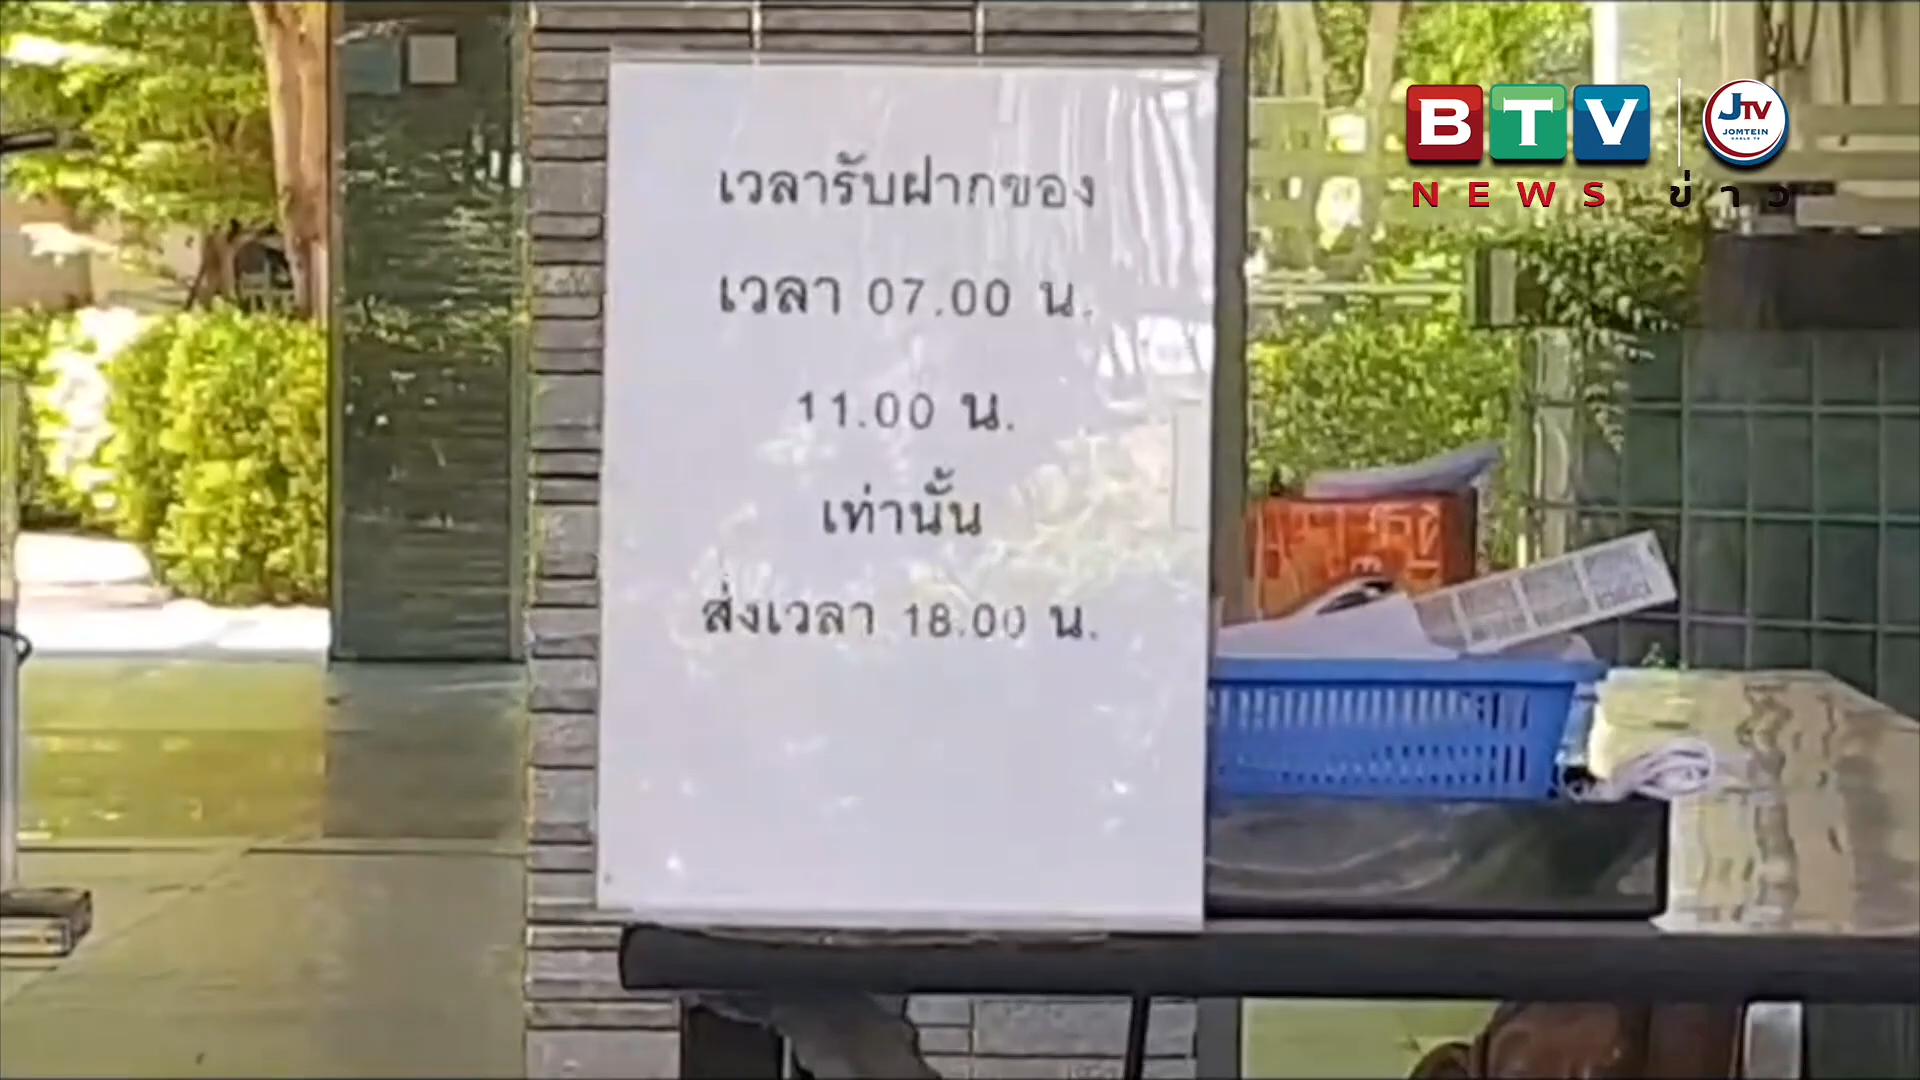 เวลารับฝากของ
เวลา 07.00 น.
11.00 น.
เท่านั้น
ส่งเวลา 18.00 น.
BTV
NEWS ข่าว
JTV
JOMTEIN
CABLE TV